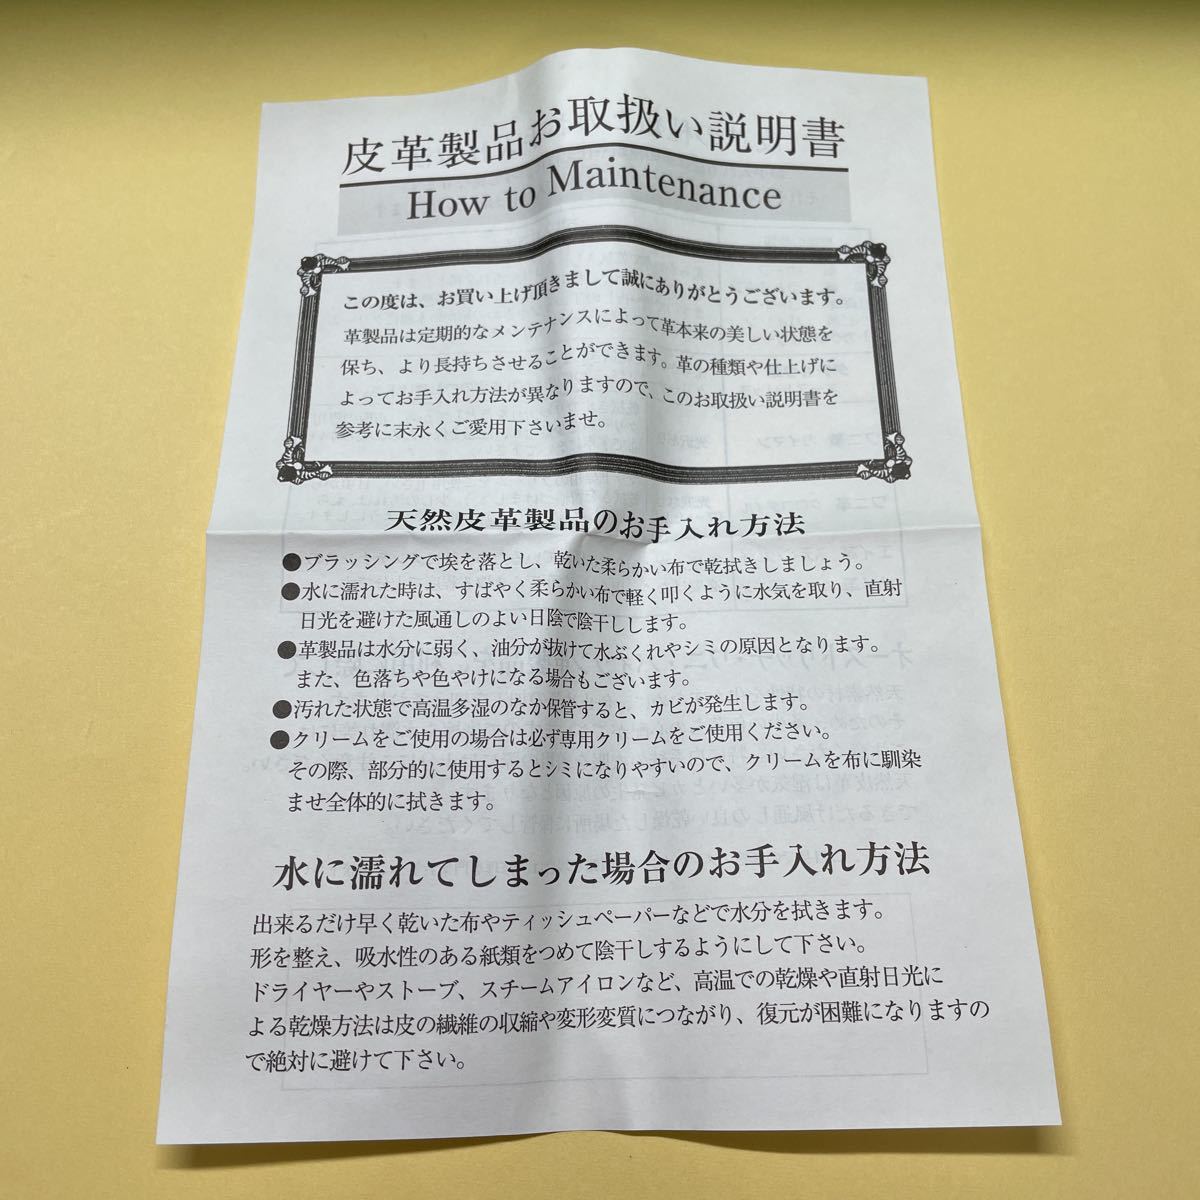 皮革製品お取扱い説明書
How to Maintenance
この度は、お買い上げ頂きまして誠にありがとうございます。
革製品は定期的なメンテナンスによって革本来の美しい状態を
保ち、より長持ちさせることができます。革の種類や仕上げに
よってお手入れ方法が異なりますので、このお取扱い説明書を
参考に末永くご愛用下さいませ。
天然皮革製品のお手入れ方法
●ブラッシングで埃を落とし、乾いた柔らかい布で乾拭きしましょう。
●水に濡れた時は、すばやく柔らかい布で軽く叩くように水気を取り、直射
日光を避けた風通しのよい日陰で陰干しします。
●革製品は水分に弱く、油分が抜けて水ぶくれやシミの原因となります。
また、色落ちや色やけになる場合もございます。
●汚れた状態で高温多湿のなか保管すると、カビが発生します。
●クリームをご使用の場合は必ず専用クリームをご使用ください。
その際、部分的に使用するとシミになりやすいので、クリームを布に馴染
ませ全体的に拭きます。
水に濡れてしまった場合のお手入れ方法
出来るだけ早く乾いた布やティッシュペーパーなどで水分を拭きます。
形を整え、吸水性のある紙類をつめて陰干しするようにして下さい。
ドライヤーやストーブ、スチームアイロンなど、高温での乾燥や直射日光に
よる乾燥方法は皮の繊維の収縮や変形変質につながり、復元が困難になりますの
で絶対に避けて下さい。